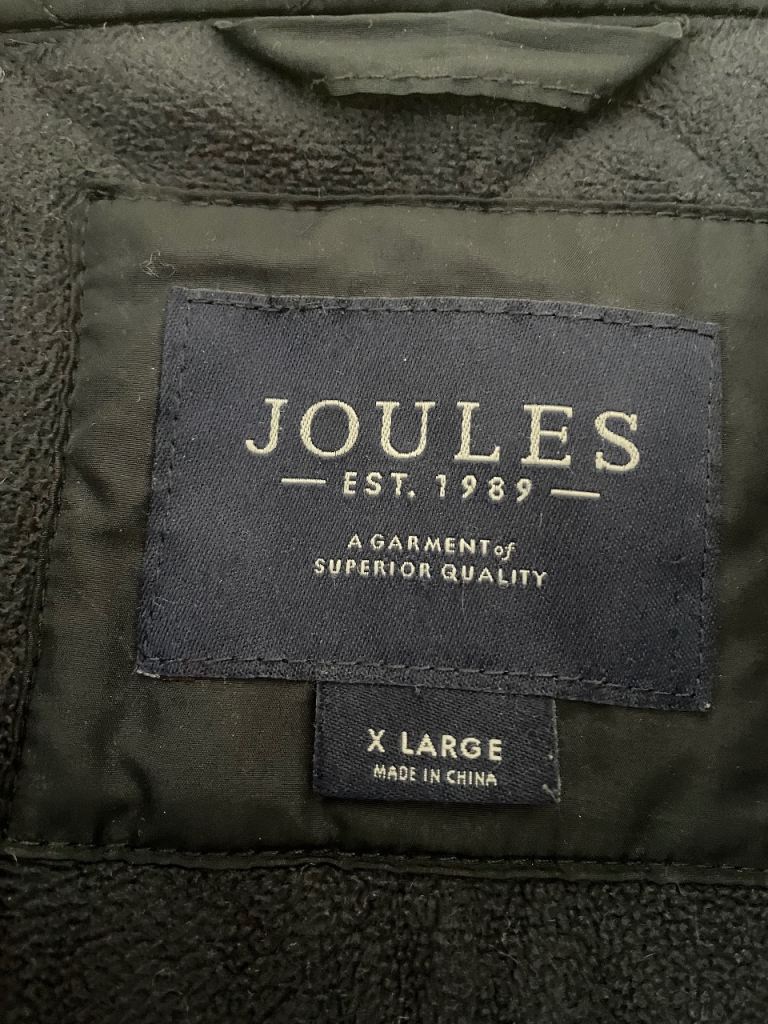 JOULES
— EST. 1989 —
A GARMENT of
SUPERIOR QUALITY
X LARGE
MADE IN CHINA